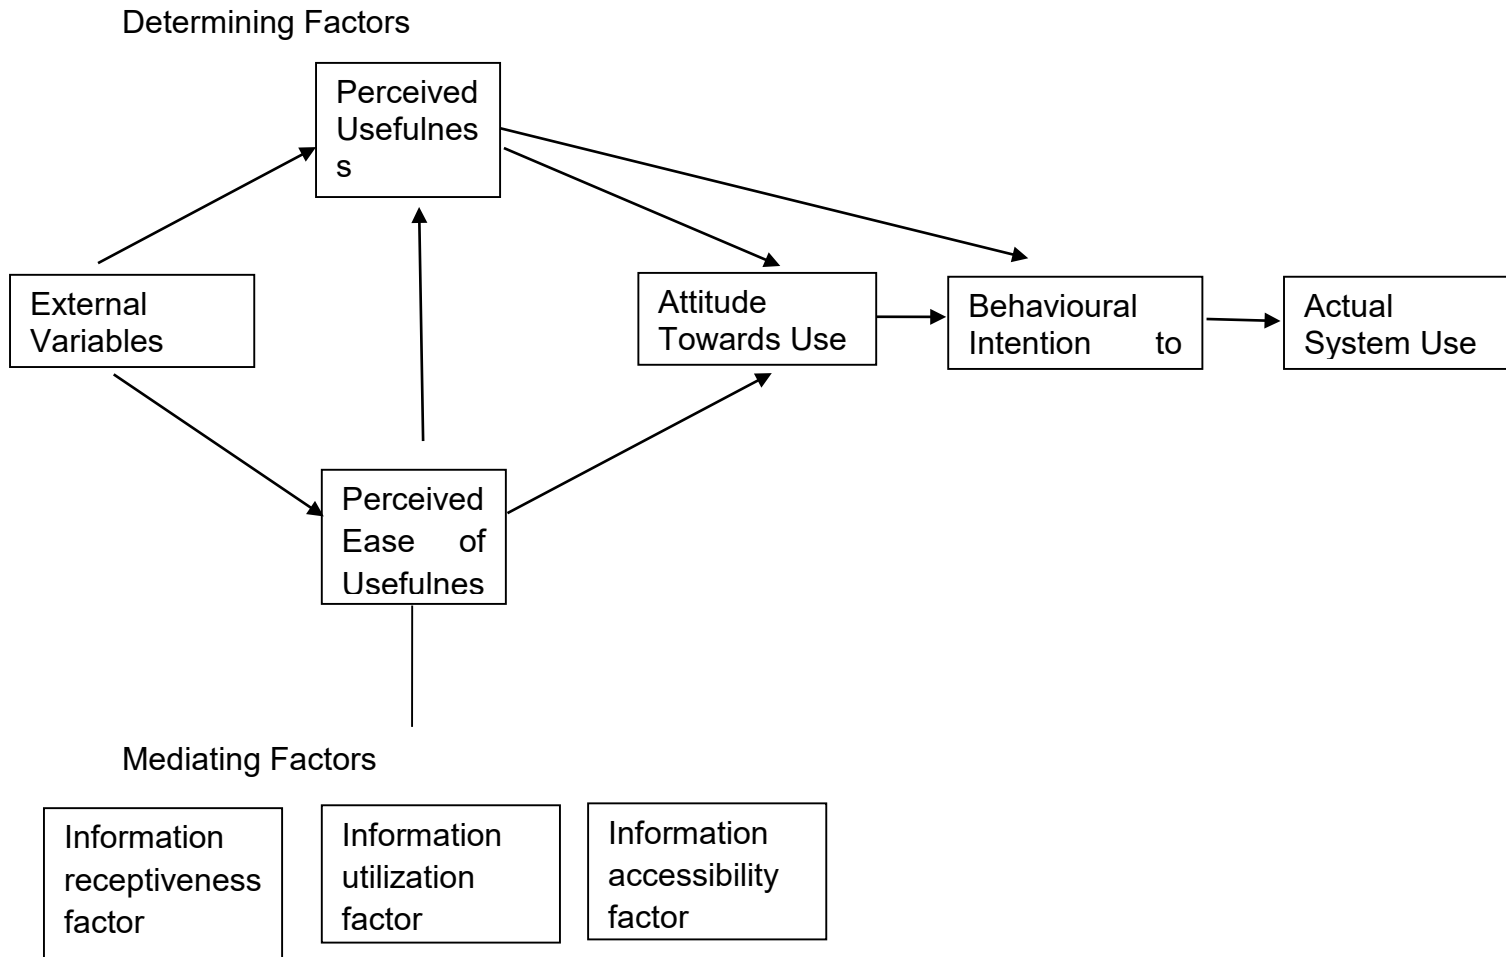 Determining Factors
Perceived
Usefulnes
s
External
Variables
Attitude
Towards Use
Behavioural
Intention to
Actual
System Use
Perceived
Ease of
Usefulnes
Mediating Factors
Information
receptiveness
factor
Information
utilization
factor
Information
accessibility
factor